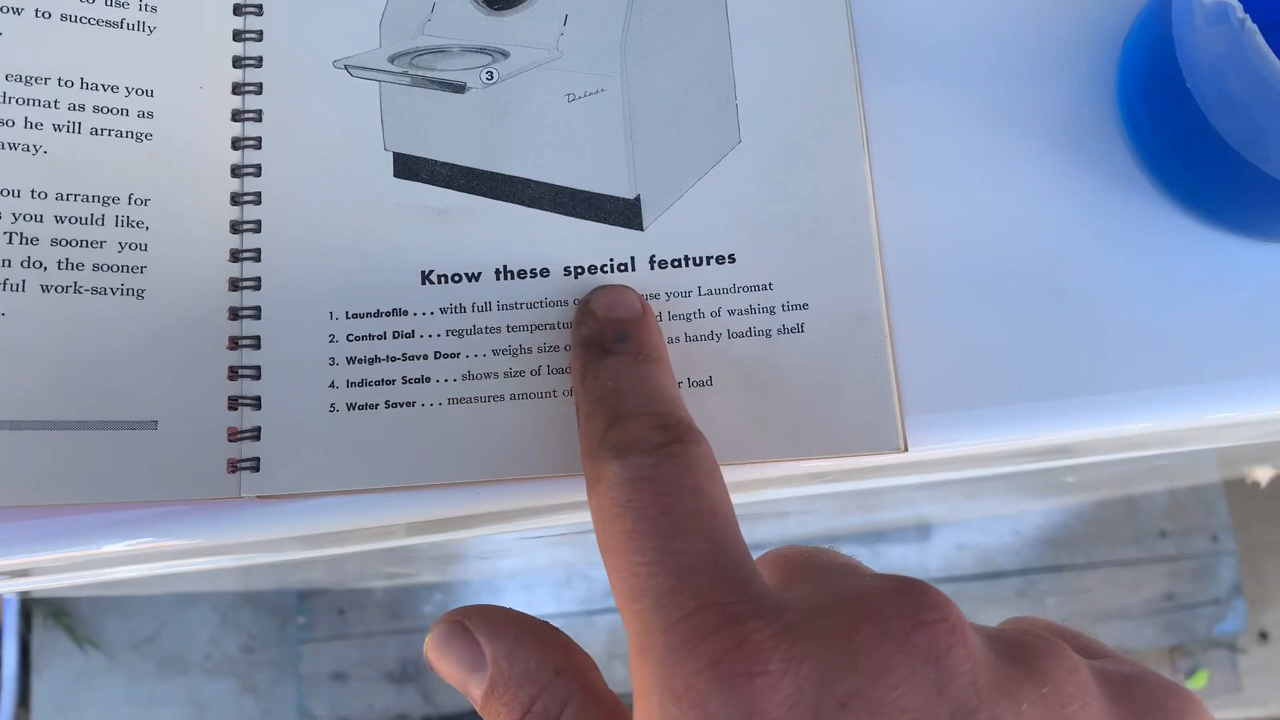 to use its
ow to successfully
eager to have you
dromat as soon as
so he will arrange
away.
ou to arrange for
s you would like,
The sooner you
n do, the sooner
ful work-saving
3
Deluxe
Know these special features
1. Laundrofile . . . with full instructions o use your Laundromat
2. Control Dial . . . regulates temperatu d length of washing time
3. Weigh-to-Save Door . . . weighs size o as handy loading shelf
4. Indicator Scale . . . shows size of load
5. Water Saver . . . measures amount of r load